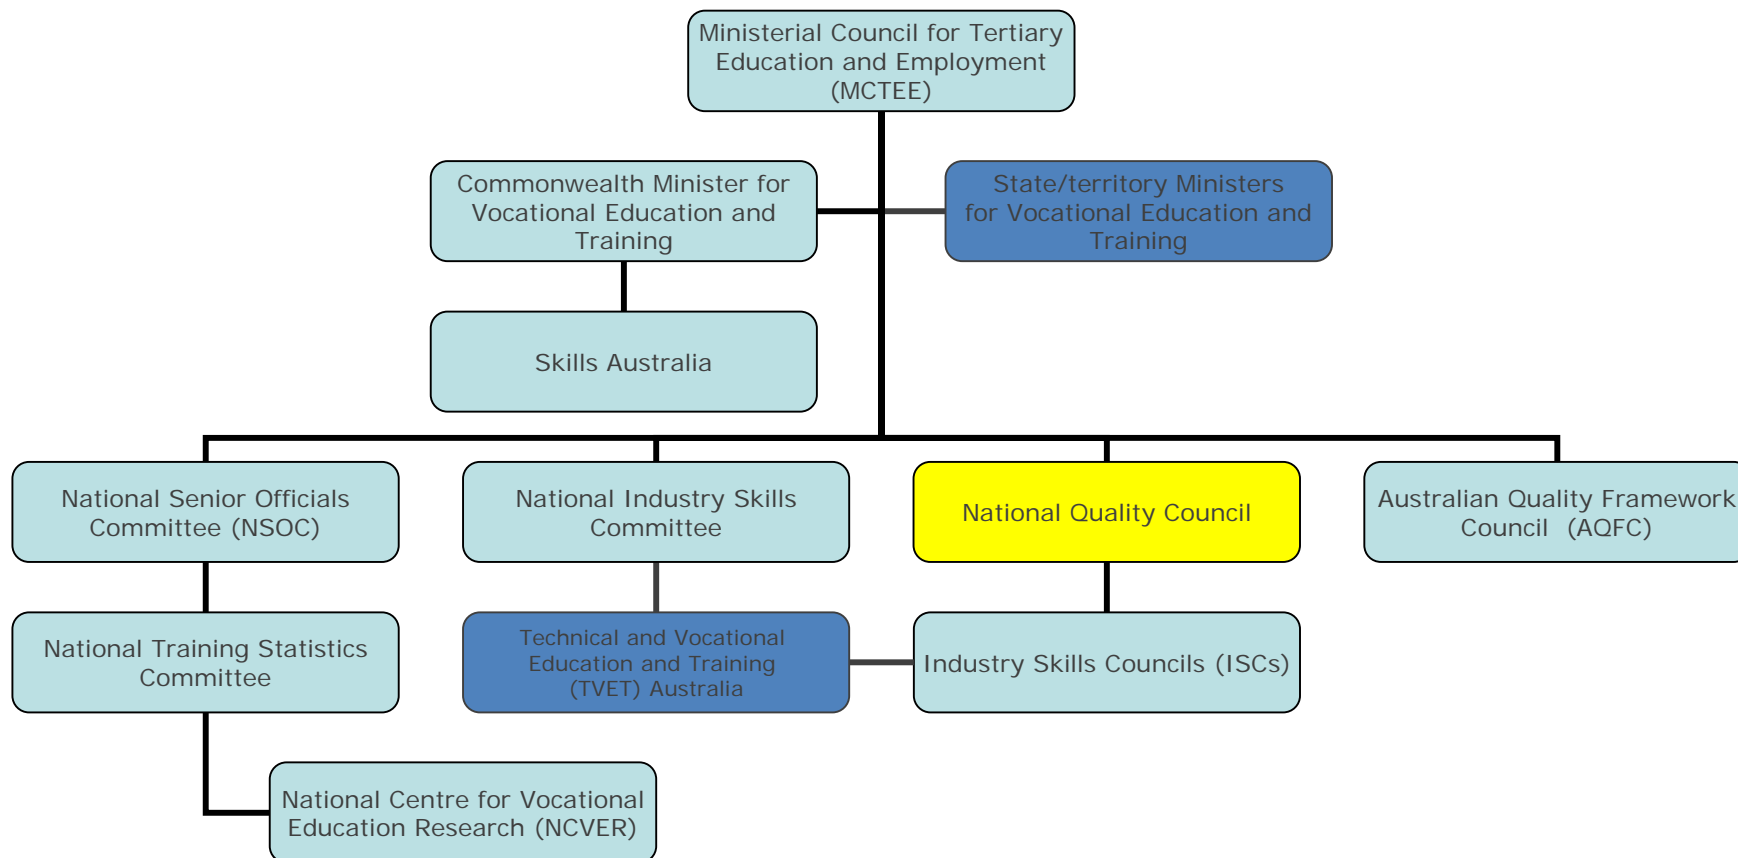 Ministerial Council for Tertiary
Education and Employment
(MCTEE)
Commonwealth Minister for
Vocational Education and
Training
State/territory Ministers
for Vocational Education and
Training
Skills Australia
National Senior Officials
Committee (NSOC)
National Industry Skills
Committee
National Quality Council
Australian Quality Framework
Council (AQFC)
National Training Statistics
Committee
Technical and Vocational
Education and Training
(TVET) Australia
Industry Skills Councils (ISCs)
National Centre for Vocational
Education Research (NCVER)